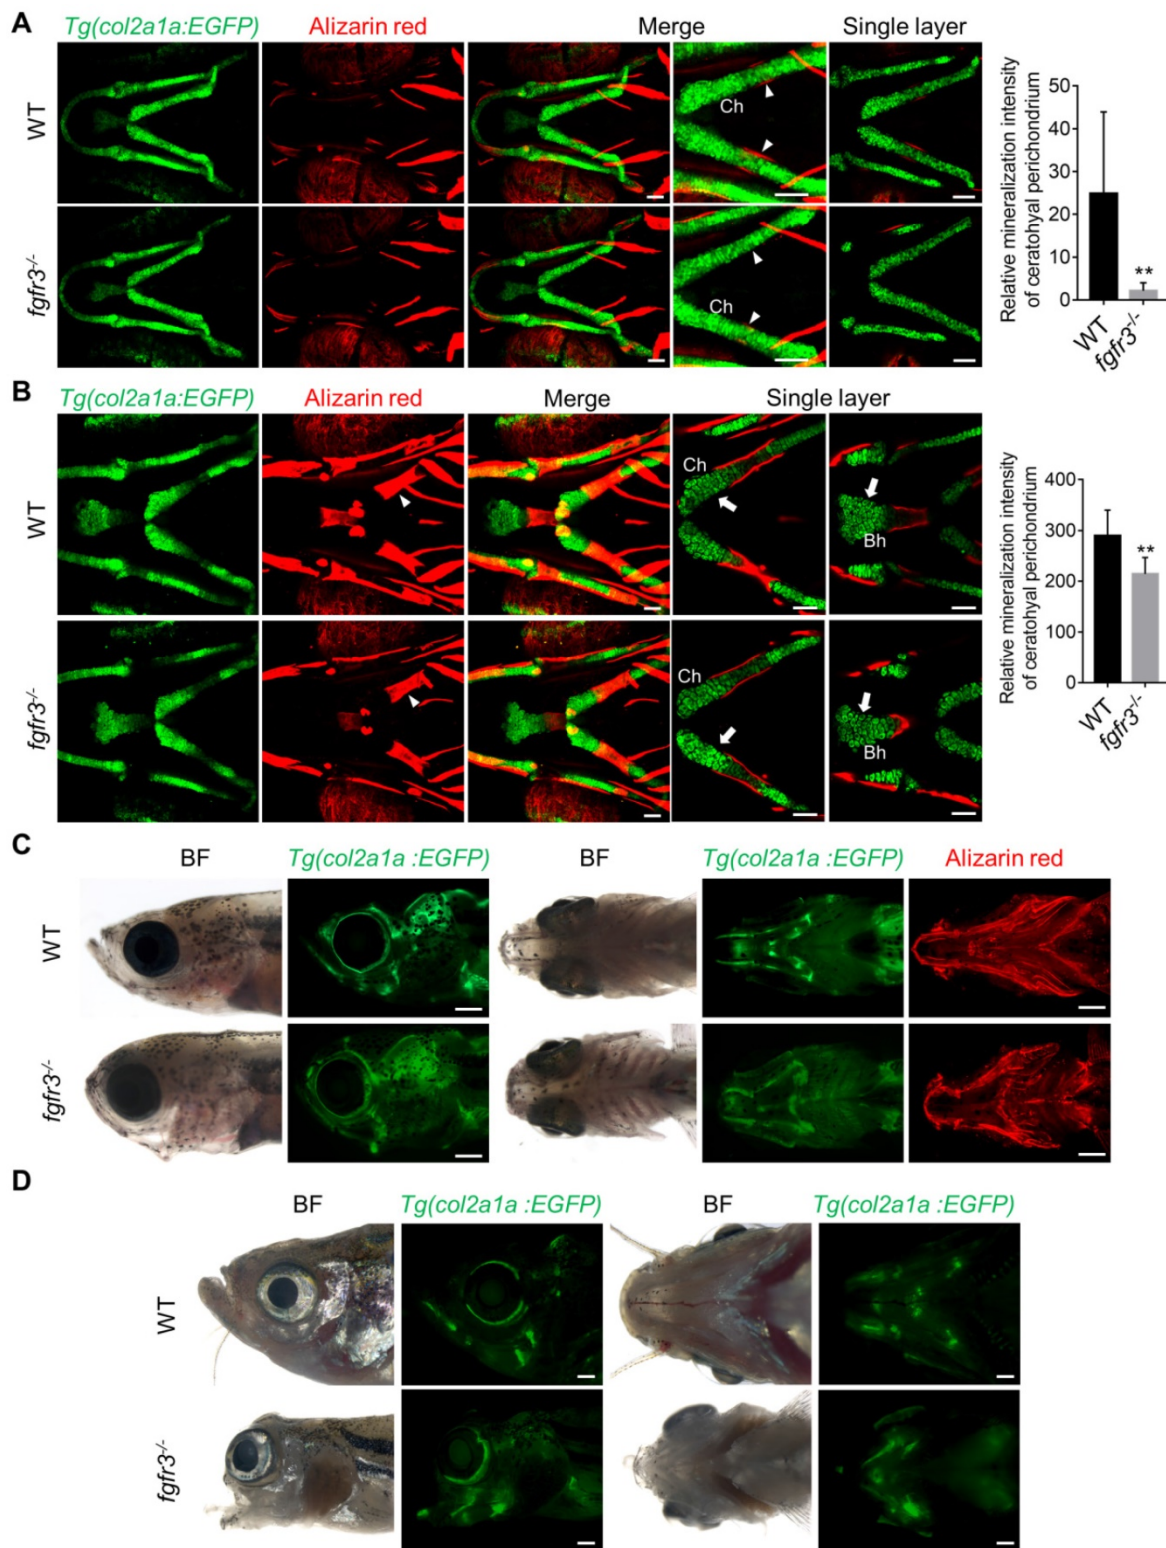 A
Tg(col2a1a:EGFP) Alizarin red Merge Single layer
WT
Ch
fgfr3-/-
Ch
Relative mineralization intensity
of ceratohyal perichondrium
50
40
30
20
10
0
**
WT
fgfr3-/-
B
Tg(col2a1a:EGFP) Alizarin red Merge Single layer
WT
Ch
Bh
fgfr3-/-
Ch
Bh
Relative mineralization intensity
of ceratohyal perichondrium
400
300
200
100
0
**
WT
fgfr3-/-
C
BF Tg(col2a1a :EGFP) BF Tg(col2a1a :EGFP) Alizarin red
WT
fgfr3-/-
D
BF Tg(col2a1a :EGFP) BF Tg(col2a1a :EGFP)
WT
fgfr3-/-